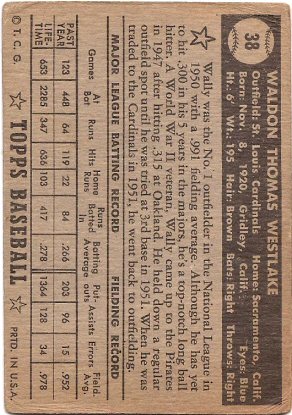 38
WALDON THOMAS WESTLAKE
Outfield: St. Louis Cardinals Home: Sacramento, Calif.
Born: Nov. 8, 1920, Gridley, Calif. Eyes: Blue
Ht.: 6' Wt.: 195 Hair: Brown Bats: Right Throws: Right
Wally was the No. 1 outfielder in the National League in
1950 with a .991 fielding average. Although he has yet
to hit .300 in his 5 years in the majors, he's a strong ball
hitter. A World War II veteran, Wally came to the Pirates
in 1947 after hitting .315 at Oakland. He held down a regular
outfield spot until he was tried at 3rd base in 1951. When he was
traded to the Cardinals in 1951, he went back to outfielding.
MAJOR LEAGUE BATTING RECORD FIELDING RECORD
Games At Bat Runs Hits Home Runs Runs Batted In Batting Average Put-outs Assists Errors Field. Avg.
PAST YEAR 123 448 64 119 22 84 .266 203 96 15 .952
LIFE-TIME 653 2285 347 636 103 417 .278 1364 128 34 .978
© T.C.G. TOPPS BASEBALL PRTD. IN U.S.A.